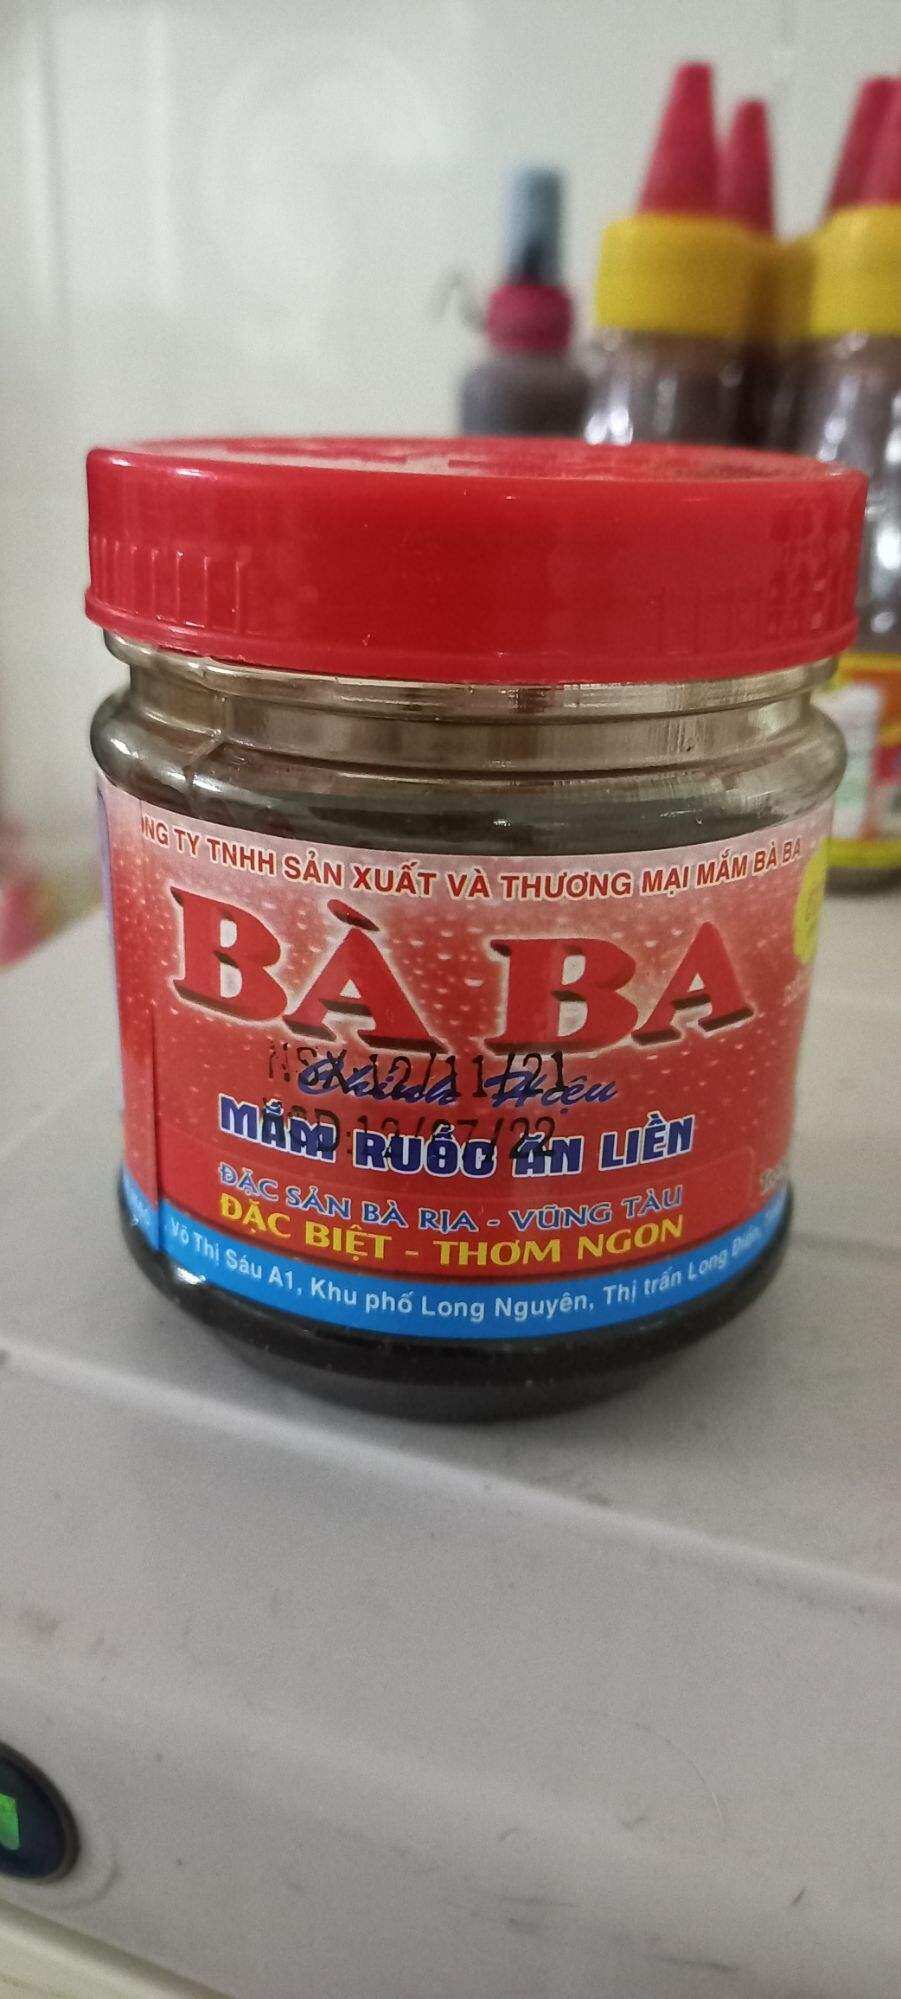 NG TY TNHH SẢN XUẤT VÀ THƯƠNG MẠI MẮM BÀ BA
BÀ BA
NSX:12/11/21
Chính Hiệu
HSD:12/07/22
MẮM RUỐC ĂN LIỀN
ĐẶC SẢN BÀ RỊA - VŨNG TÀU
ĐẶC BIỆT - THƠM NGON
Võ Thị Sáu A1, Khu phố Long Nguyên, Thị trấn Long Điền,